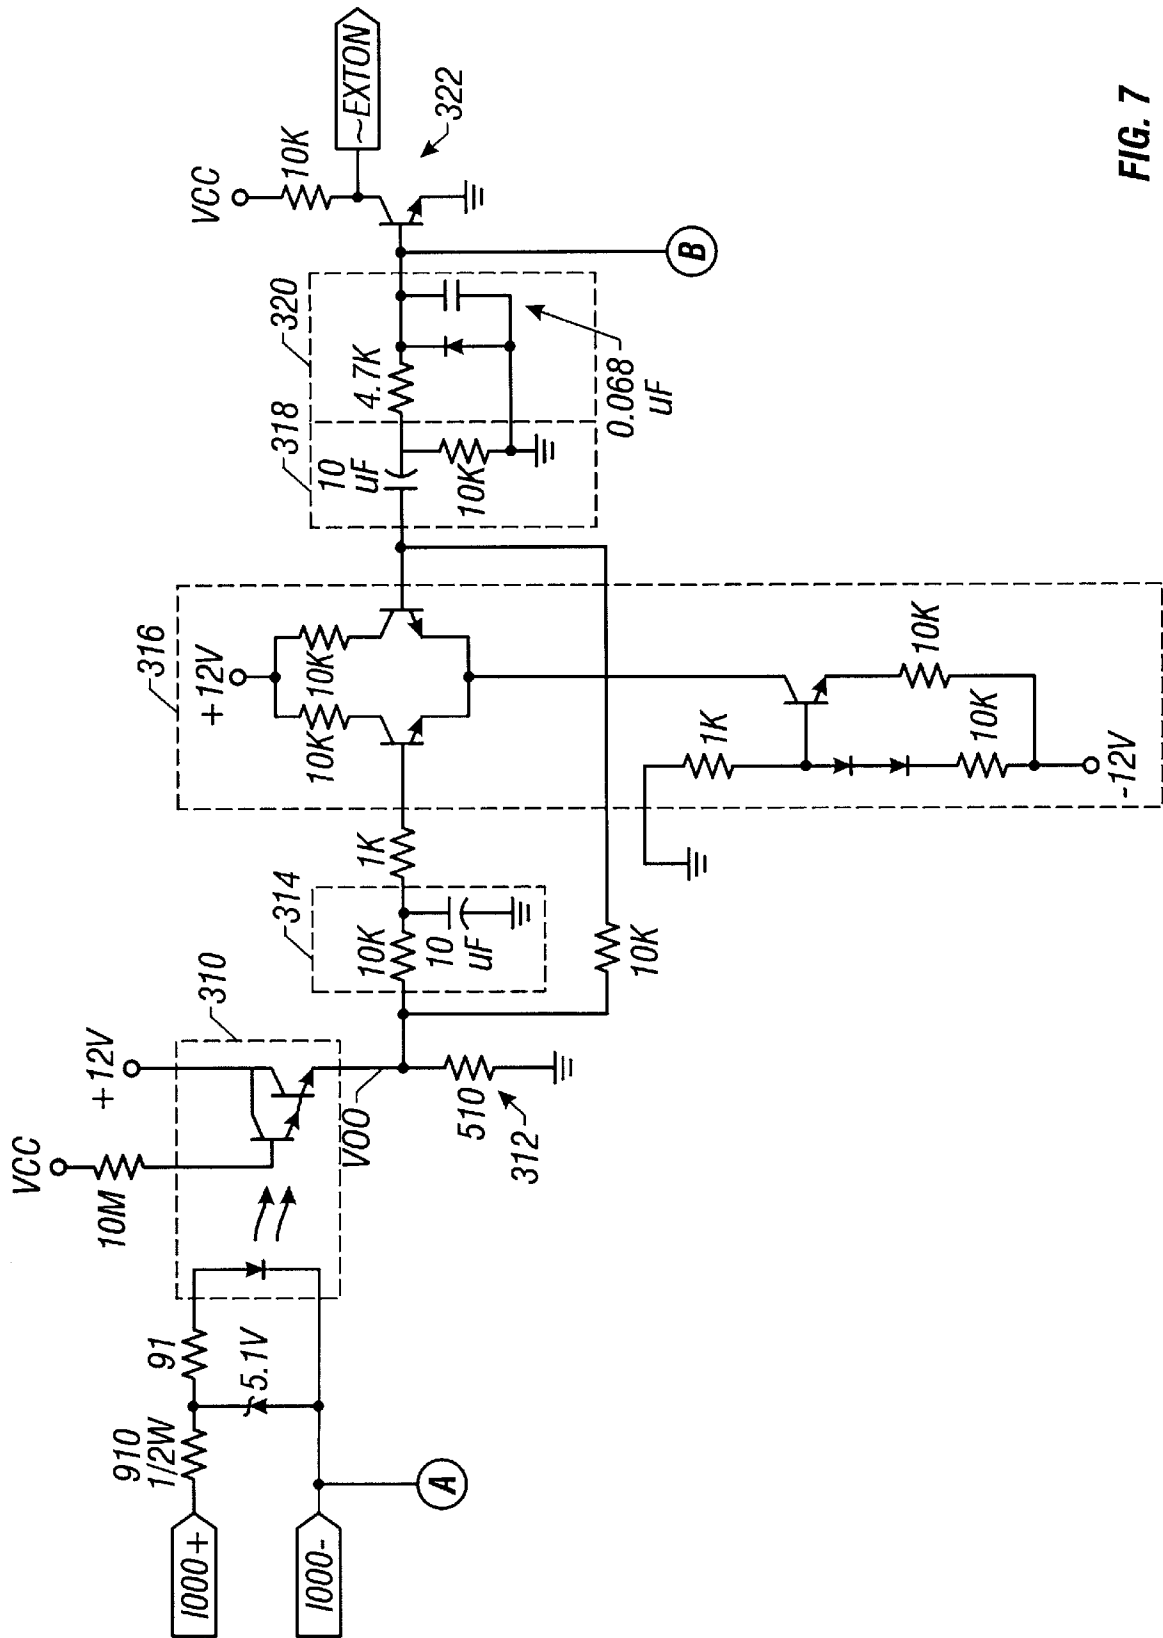 I000+
I000-
910
1/2W
91
5.1V
A
VCC
10M
+12V
310
VOO
510
312
314
10K
10
uF
1K
10K
316
+12V
10K
10K
1K
10K
10K
-12V
318
10
uF
10K
320
4.7K
0.068
uF
VCC
10K
~EXTON
322
B
FIG. 7